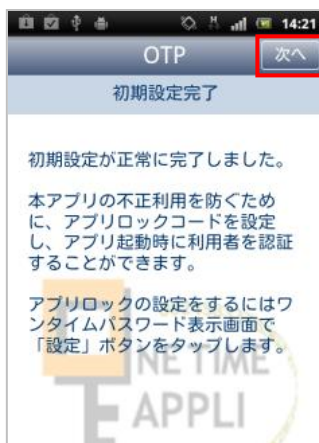 14:21
OTP
次へ
初期設定完了
初期設定が正常に完了しました。
本アプリの不正利用を防ぐため
に、アプリロックコードを設定
し、アプリ起動時に利用者を認証
することができます。
アプリロックの設定をするにはワ
ンタイムパスワード表示画面で
「設定」ボタンをタップします。
NE TIME
APPLI